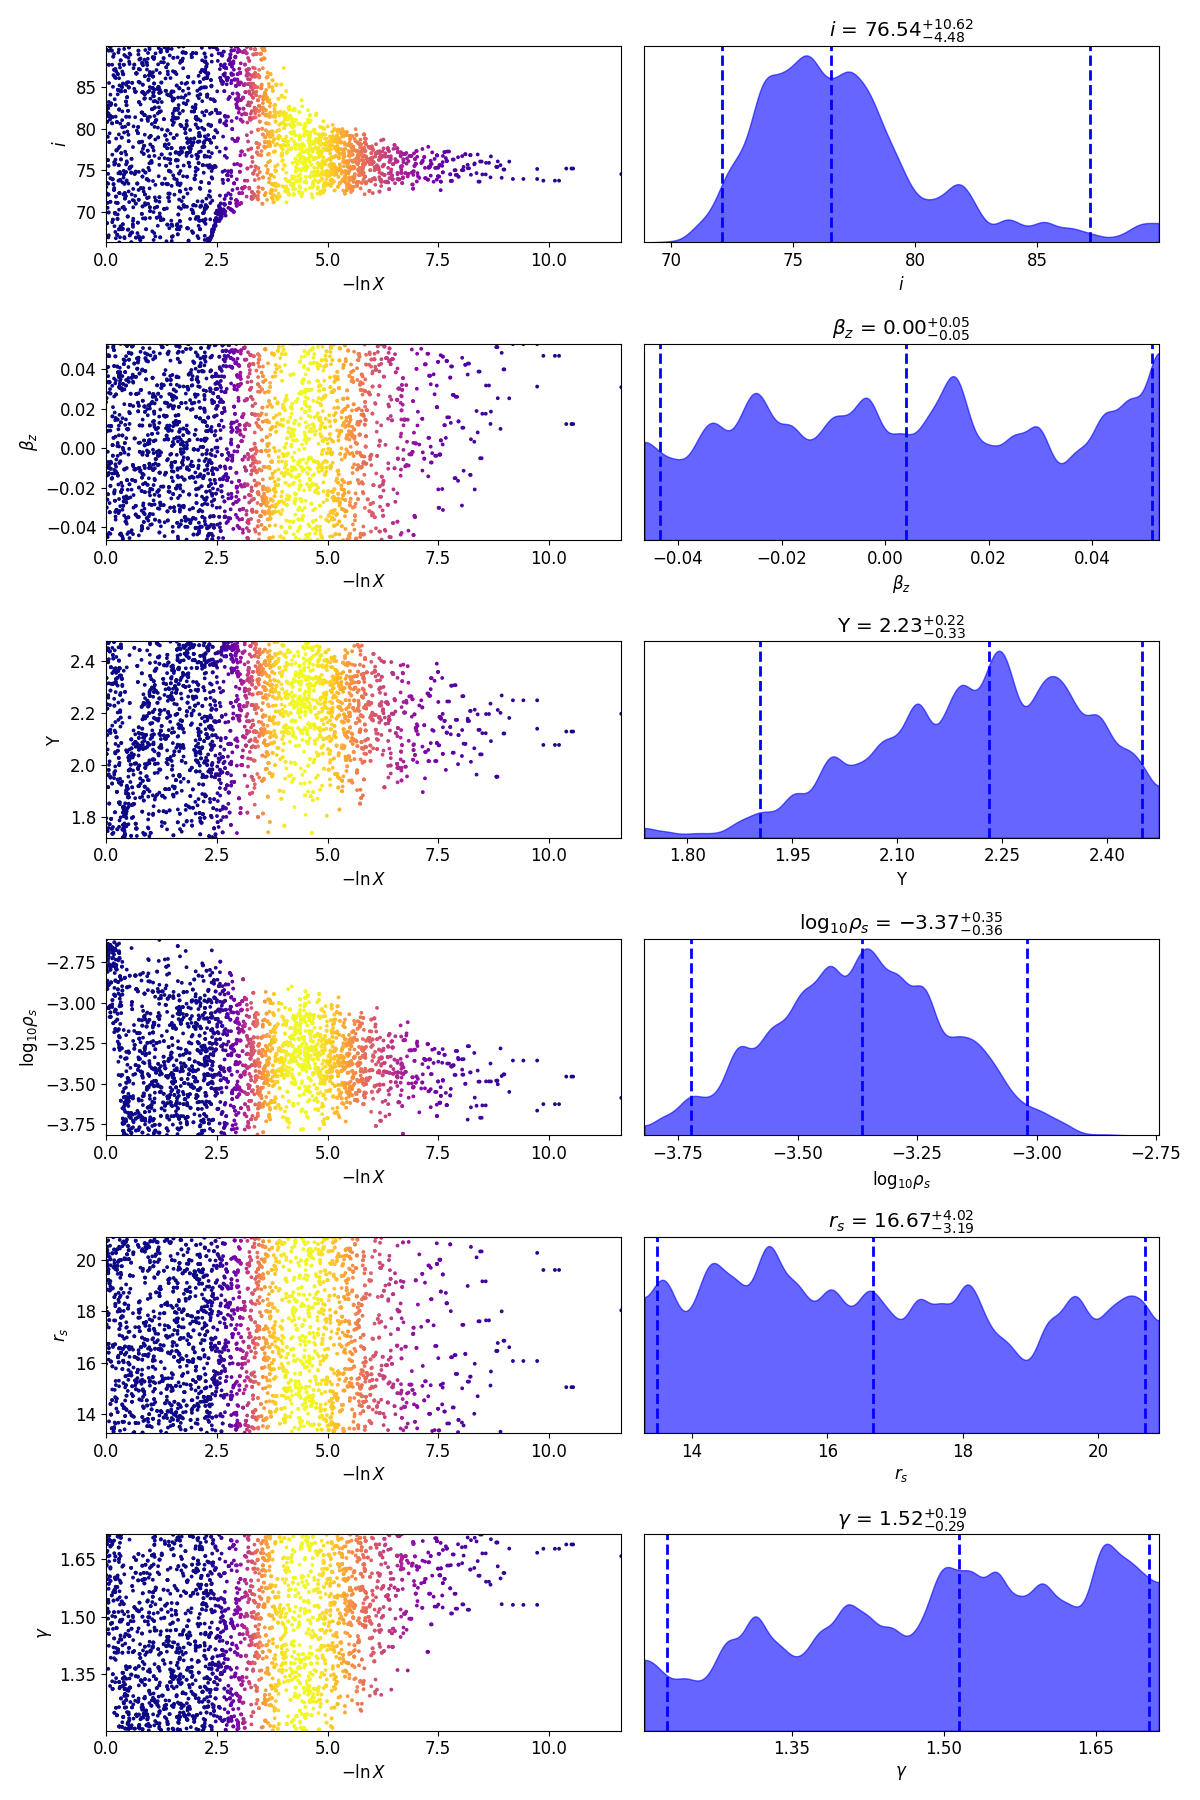 i = 76.54^{+10.62}_{-4.48}
85
80
75
70
i
0.0 2.5 5.0 7.5 10.0
70 75 80 85
−ln X
i
β_z = 0.00^{+0.05}_{-0.05}
0.04
0.02
0.00
−0.02
−0.04
β_z
0.0 2.5 5.0 7.5 10.0
−0.04 −0.02 0.00 0.02 0.04
−ln X
β_z
Y = 2.23^{+0.22}_{-0.33}
2.4
2.2
2.0
1.8
Y
0.0 2.5 5.0 7.5 10.0
1.80 1.95 2.10 2.25 2.40
−ln X
Y
log₁₀ρ_s = −3.37^{+0.35}_{-0.36}
−2.75
−3.00
−3.25
−3.50
−3.75
log₁₀ρ_s
0.0 2.5 5.0 7.5 10.0
−3.75 −3.50 −3.25 −3.00 −2.75
−ln X
log₁₀ρ_s
r_s = 16.67^{+4.02}_{-3.19}
20
18
16
14
r_s
0.0 2.5 5.0 7.5 10.0
14 16 18 20
−ln X
r_s
γ = 1.52^{+0.19}_{-0.29}
1.65
1.50
1.35
γ
0.0 2.5 5.0 7.5 10.0
1.35 1.50 1.65
−ln X
γ